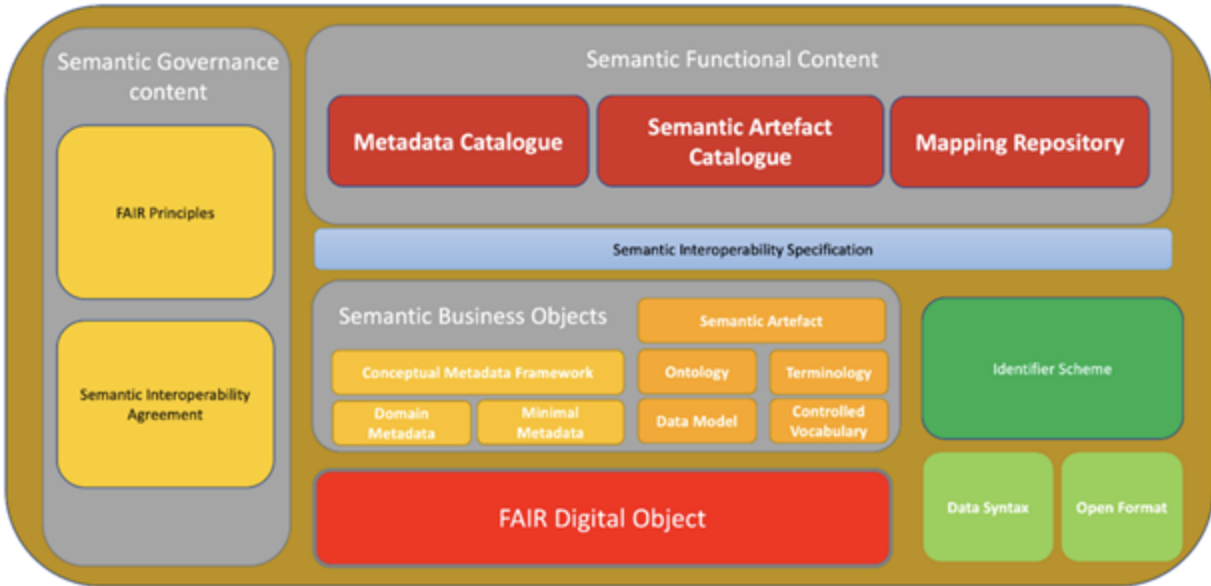 Semantic Governance
content
FAIR Principles
Semantic Interoperability
Agreement
Semantic Functional Content
Metadata Catalogue
Semantic Artefact
Catalogue
Mapping Repository
Semantic Interoperability Specification
Semantic Business Objects
Semantic Artefact
Conceptual Metadata Framework
Ontology
Terminology
Domain
Metadata
Minimal
Metadata
Data Model
Controlled
Vocabulary
FAIR Digital Object
Identifier Scheme
Data Syntax
Open Format